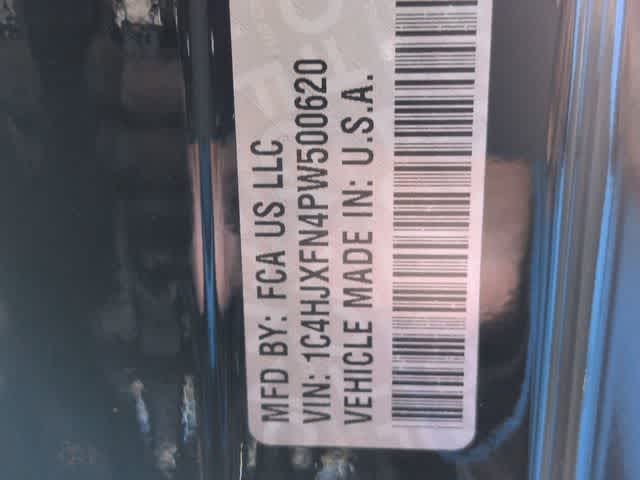 MFD BY: FCA US LLC
VIN: 1C4HJXFN4PW500620
VEHICLE MADE IN: U.S.A.